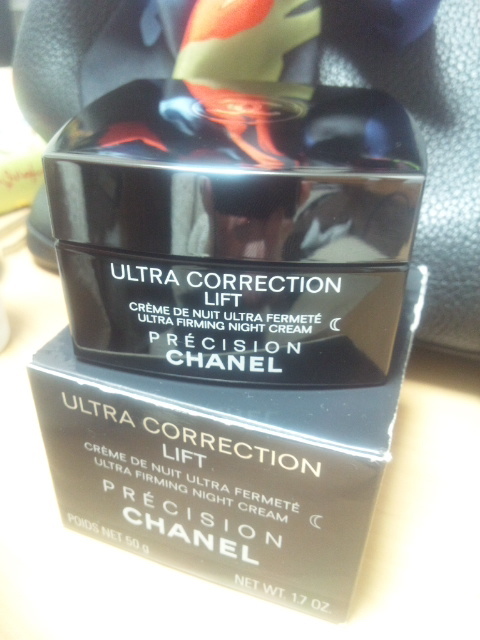 ULTRA CORRECTION
LIFT
CRÈME DE NUIT ULTRA FERMETÉ
ULTRA FIRMING NIGHT CREAM
PRÉCISION
CHANEL
ULTRA CORRECTION
LIFT
CRÈME DE NUIT ULTRA FERMETÉ
ULTRA FIRMING NIGHT CREAM
PRÉCISION
CHANEL
POIDS NET 50 g
NET WT. 1.7 OZ.